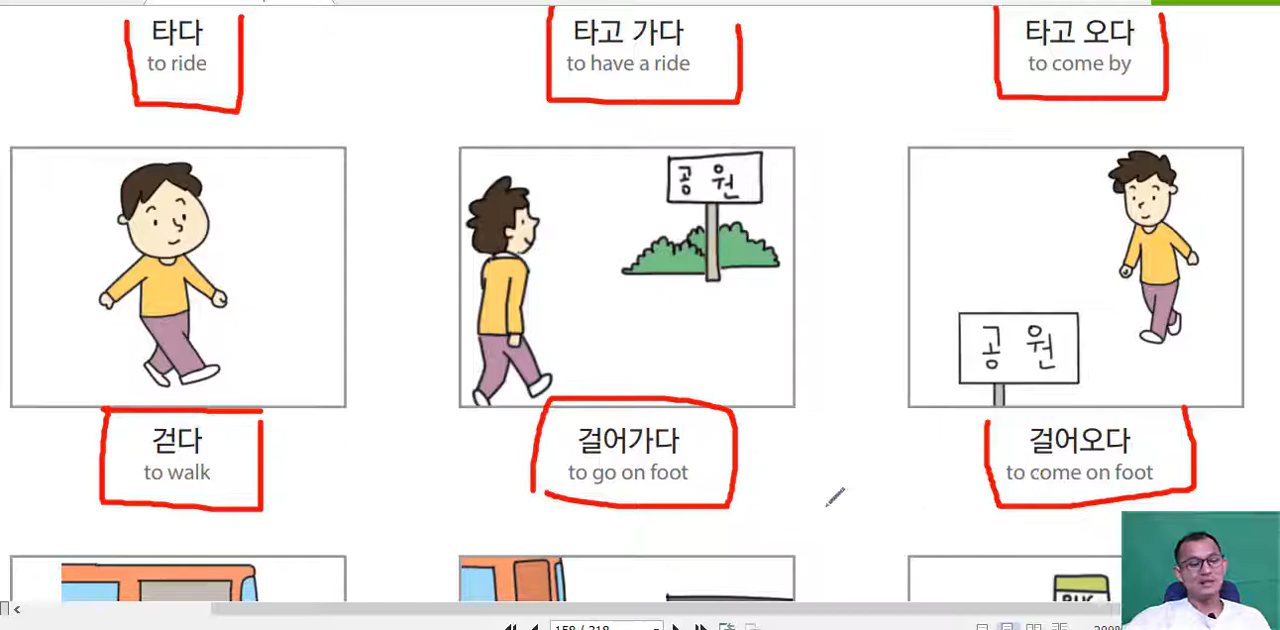 타다
to ride
타고 가다
to have a ride
타고 오다
to come by
공 원
공 원
걷다
to walk
걸어가다
to go on foot
걸어오다
to come on foot